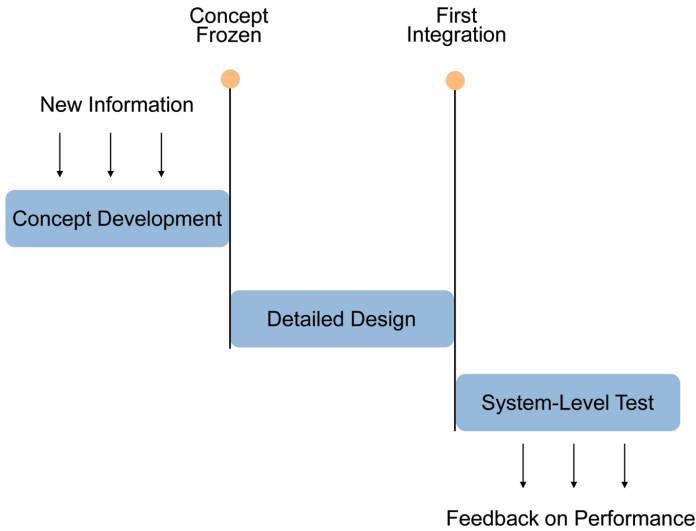 Concept
Frozen
First
Integration
New Information
Concept Development
Detailed Design
System-Level Test
Feedback on Performance